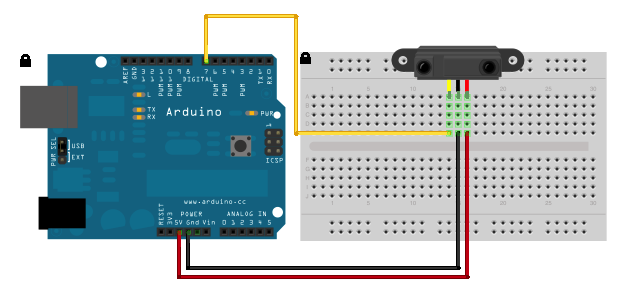 AREF
GND
13
12
11
10
9
8
7
6
5
4
3
2
1
0
DIGITAL
PWM
PWM
PWM
PWM
PWM
PWM
TX
RX
L
TX
RX
Arduino
PWR
1
ICSP
PWR SEL
USB
EXT
www.arduino.cc
POWER
ANALOG IN
RESET
3V3
5V Gnd Vin
0 1 2 3 4 5
1 5 10 15 20 25 30
1 5 10 15 20 25 30